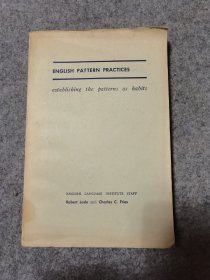 ENGLISH PATTERN PRACTICES
establishing the patterns as habits
ENGLISH LANGUAGE INSTITUTE STAFF
Robert Lado and Charles C. Fries